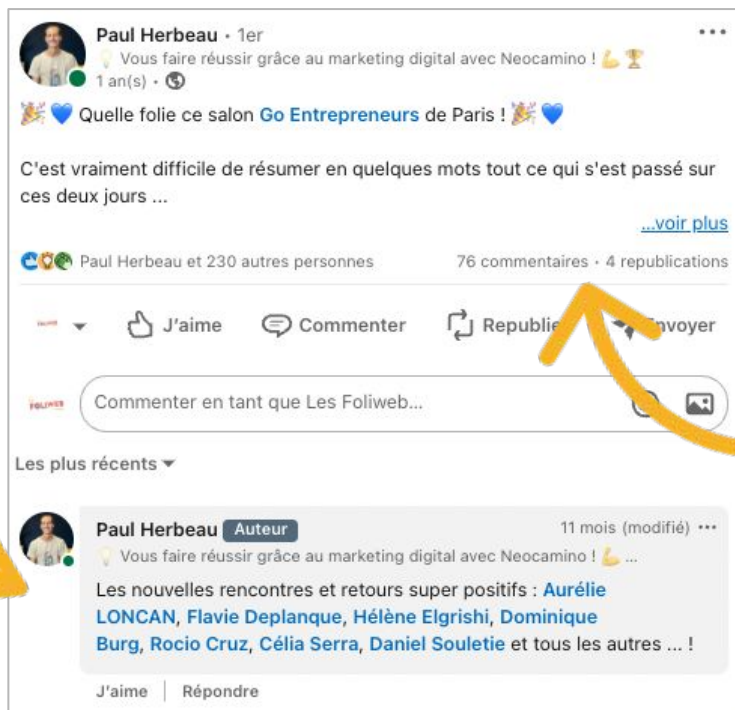 Paul Herbeau • 1er
Vous faire réussir grâce au marketing digital avec Neocamino !
1 an(s) •
Quelle folie ce salon Go Entrepreneurs de Paris !
C'est vraiment difficile de résumer en quelques mots tout ce qui s'est passé sur
ces deux jours ...
...voir plus
Paul Herbeau et 230 autres personnes 76 commentaires • 4 republications
J'aime Commenter Republie
FOLIWEB Commenter en tant que Les Foliweb...
Les plus récents
Paul Herbeau Auteur 11 mois (modifié)
Vous faire réussir grâce au marketing digital avec Neocamino ! ...
Les nouvelles rencontres et retours super positifs : Aurélie
LONCAN, Flavie Deplanque, Hélène Elgrishi, Dominique
Burg, Rocio Cruz, Célia Serra, Daniel Souletie et tous les autres ... !
J'aime | Répondre